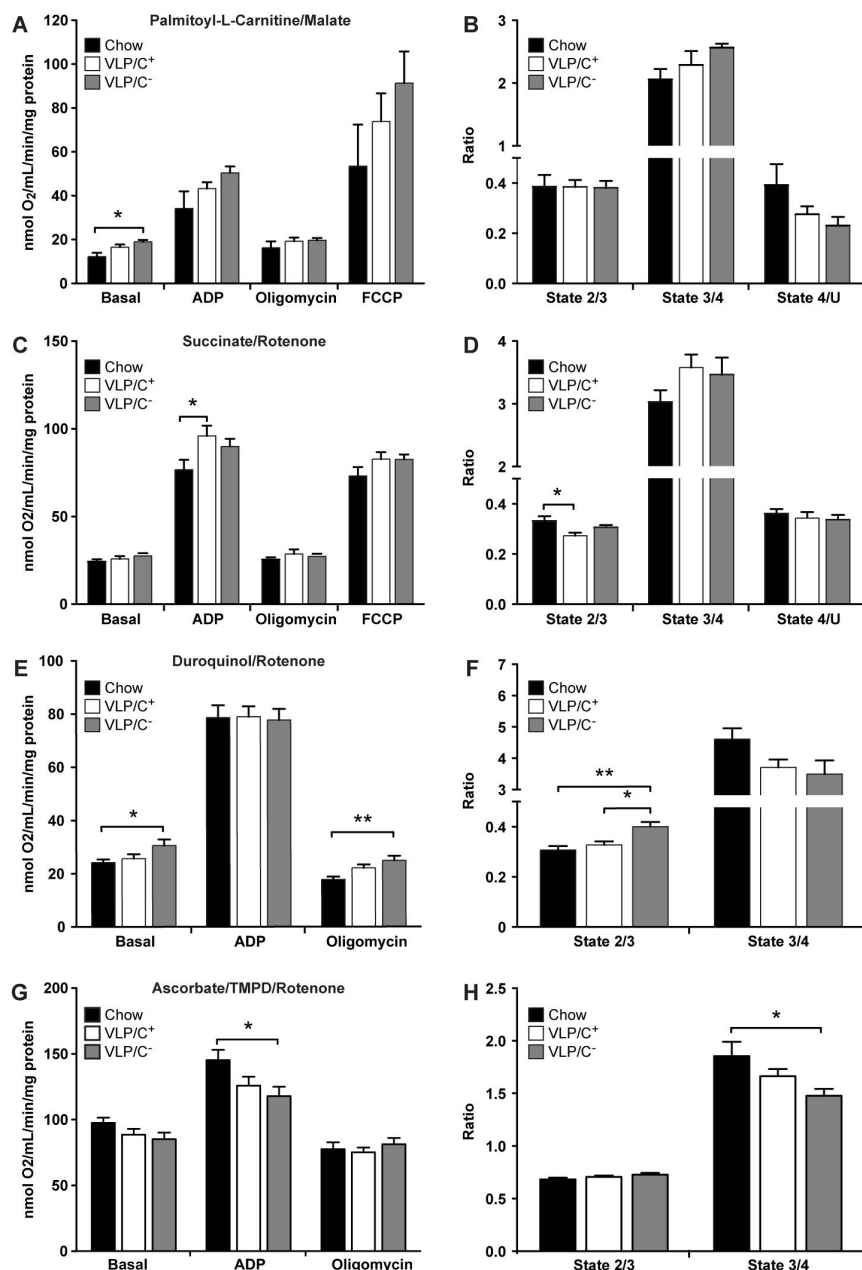 A
Palmitoyl-L-Carnitine/Malate
nmol O₂/mL/min/mg protein
120
100
80
60
40
20
0
Chow
VLP/C⁺
VLP/C⁻
*
Basal ADP Oligomycin FCCP
B
Ratio
3
2
1
0.4
0.2
0.0
Chow
VLP/C⁺
VLP/C⁻
State 2/3 State 3/4 State 4/U
C
Succinate/Rotenone
nmol O2/mL/min/mg protein
150
100
50
0
Chow
VLP/C⁺
VLP/C⁻
*
Basal ADP Oligomycin FCCP
D
Ratio
4
3
2
0.4
0.2
0.0
Chow
VLP/C⁺
VLP/C⁻
*
State 2/3 State 3/4 State 4/U
E
Duroquinol/Rotenone
nmol O2/mL/min/mg protein
100
80
60
40
20
0
Chow
VLP/C⁺
VLP/C⁻
*
**
Basal ADP Oligomycin
F
Ratio
7
6
5
4
3
0.4
0.2
0
Chow
VLP/C⁺
VLP/C⁻
**
*
State 2/3 State 3/4
G
Ascorbate/TMPD/Rotenone
nmol O2/mL/min/mg protein
200
150
100
50
0
Chow
VLP/C⁺
VLP/C⁻
*
Basal ADP Oligomycin
H
Ratio
2.5
2.0
1.5
1.0
0.5
0.0
Chow
VLP/C⁺
VLP/C⁻
*
State 2/3 State 3/4